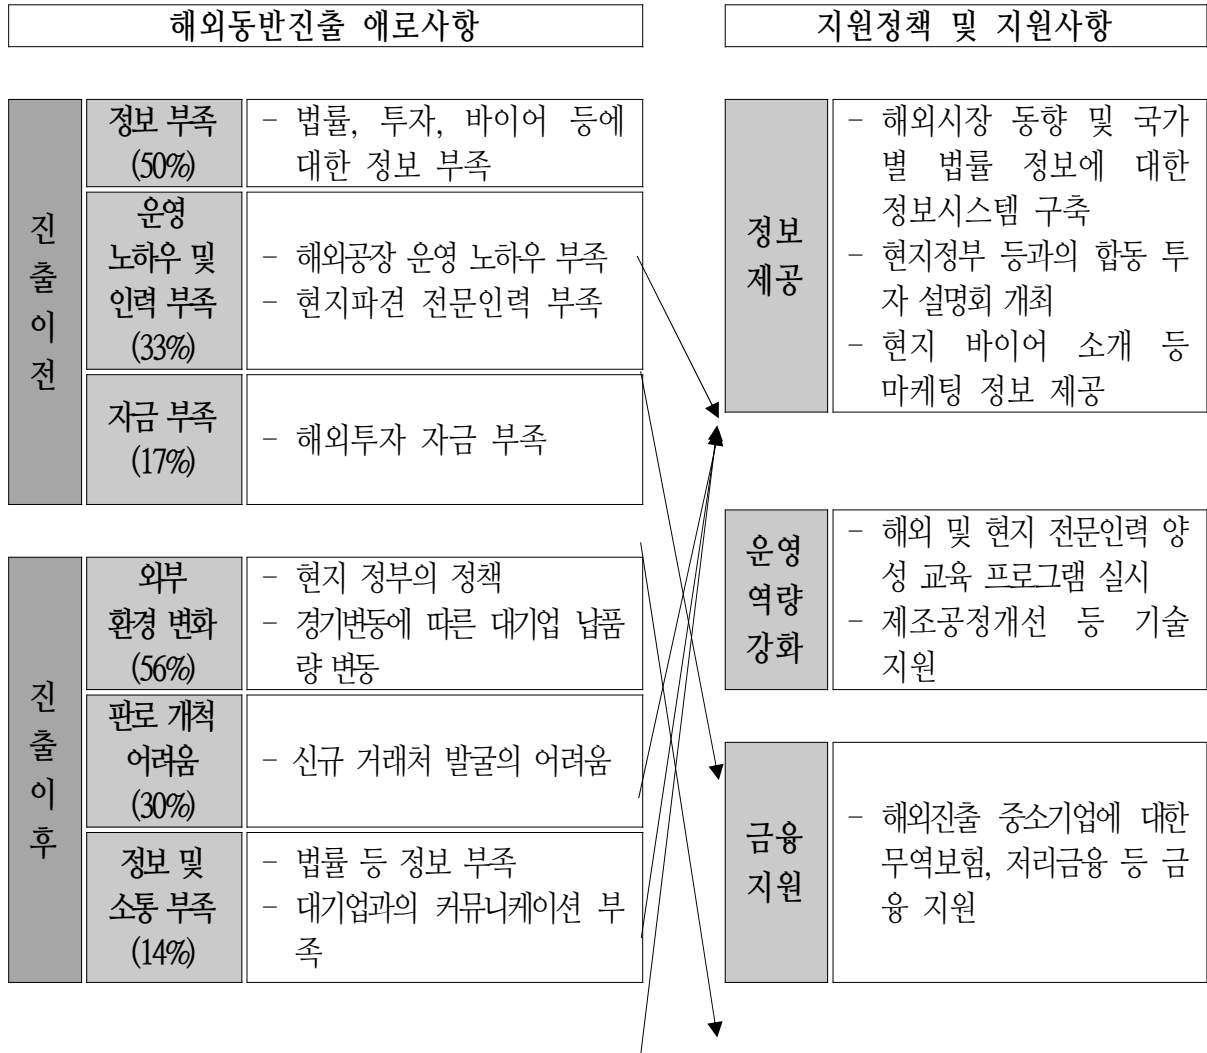 해외동반진출 애로사항
진출이전
정보 부족
(50%)
- 법률, 투자, 바이어 등에
대한 정보 부족
운영
노하우 및
인력 부족
(33%)
- 해외공장 운영 노하우 부족
- 현지파견 전문인력 부족
자금 부족
(17%)
- 해외투자 자금 부족
진출이후
외부
환경 변화
(56%)
- 현지 정부의 정책
- 경기변동에 따른 대기업 납품
량 변동
판로 개척
어려움
(30%)
- 신규 거래처 발굴의 어려움
정보 및
소통 부족
(14%)
- 법률 등 정보 부족
- 대기업과의 커뮤니케이션 부
족
지원정책 및 지원사항
정보
제공
- 해외시장 동향 및 국가
별 법률 정보에 대한
정보시스템 구축
- 현지정부 등과의 합동 투
자 설명회 개최
- 현지 바이어 소개 등
마케팅 정보 제공
운영
역량
강화
- 해외 및 현지 전문인력 양
성 교육 프로그램 실시
- 제조공정개선 등 기술
지원
금융
지원
- 해외진출 중소기업에 대한
무역보험, 저리금융 등 금
융 지원